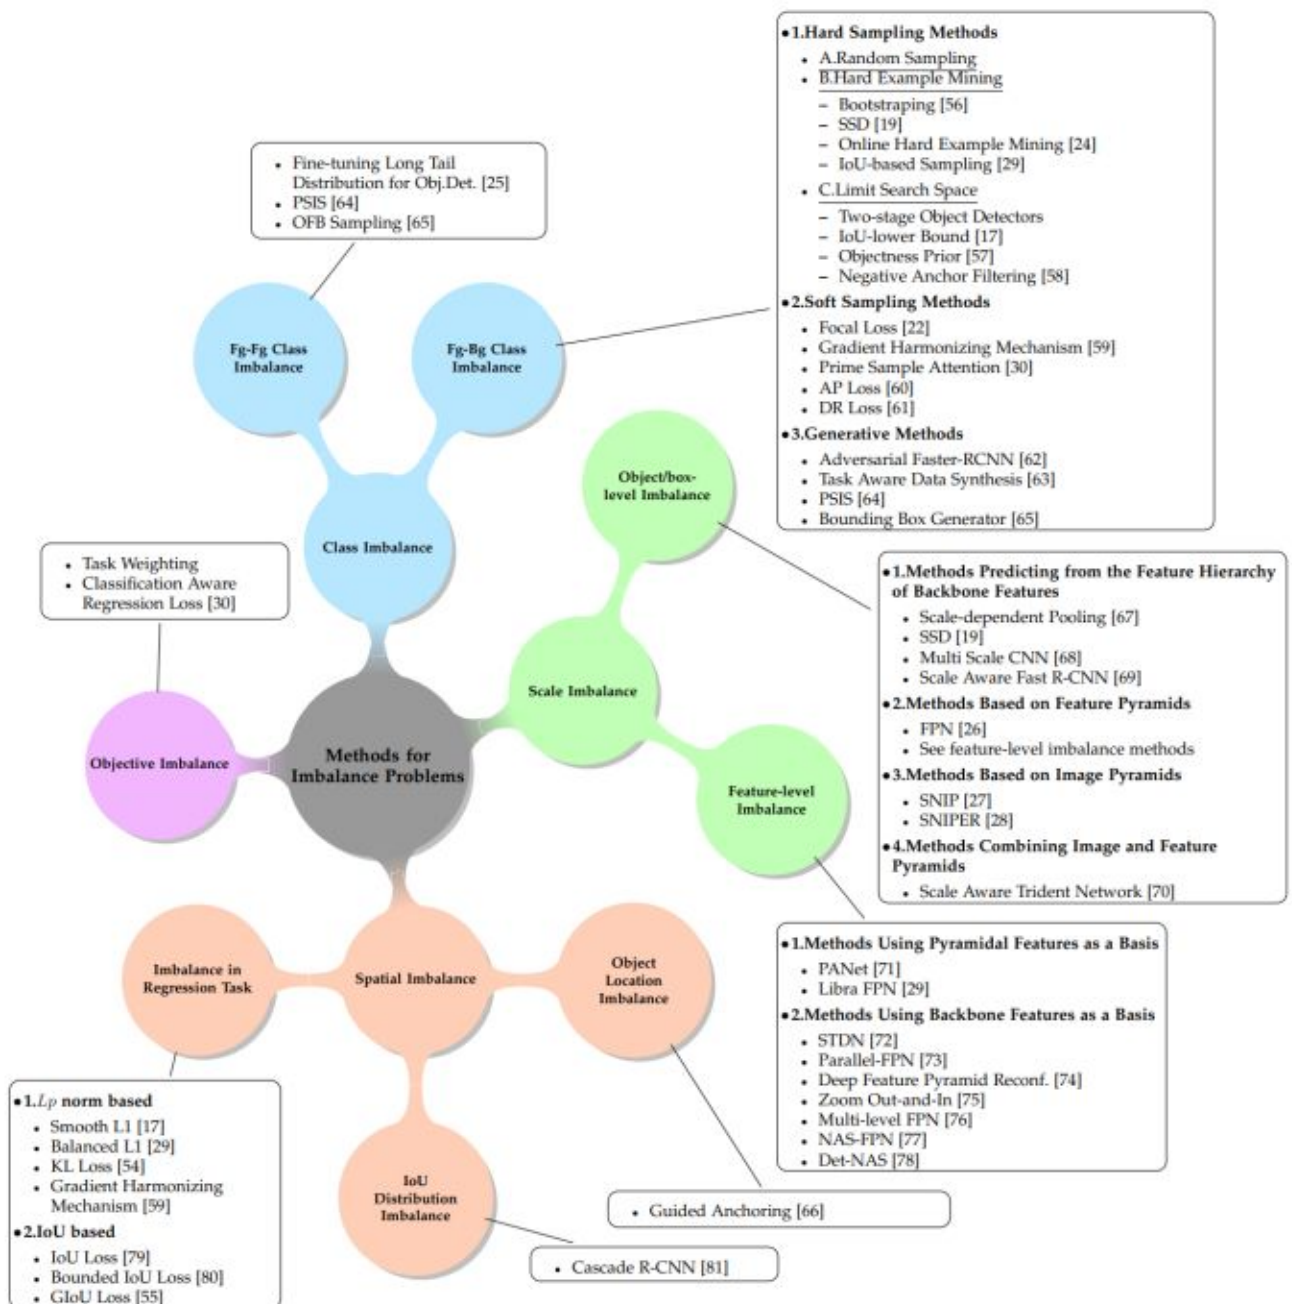 •1.Hard Sampling Methods
• A.Random Sampling
• B.Hard Example Mining
– Bootstraping [56]
– SSD [19]
– Online Hard Example Mining [24]
– IoU-based Sampling [29]
• C.Limit Search Space
– Two-stage Object Detectors
– IoU-lower Bound [17]
– Objectness Prior [57]
– Negative Anchor Filtering [58]
•2.Soft Sampling Methods
• Focal Loss [22]
• Gradient Harmonizing Mechanism [59]
• Prime Sample Attention [30]
• AP Loss [60]
• DR Loss [61]
•3.Generative Methods
• Adversarial Faster-RCNN [62]
• Task Aware Data Synthesis [63]
• PSIS [64]
• Bounding Box Generator [65]
• Fine-tuning Long Tail
Distribution for Obj.Det. [25]
• PSIS [64]
• OFB Sampling [65]
Fg-Fg Class
Imbalance
Fg-Bg Class
Imbalance
Class Imbalance
Object/box-
level Imbalance
Scale Imbalance
Feature-level
Imbalance
• Task Weighting
• Classification Aware
Regression Loss [30]
Objective Imbalance
Methods for
Imbalance Problems
•1.Methods Predicting from the Feature Hierarchy
of Backbone Features
• Scale-dependent Pooling [67]
• SSD [19]
• Multi Scale CNN [68]
• Scale Aware Fast R-CNN [69]
•2.Methods Based on Feature Pyramids
• FPN [26]
• See feature-level imbalance methods
•3.Methods Based on Image Pyramids
• SNIP [27]
• SNIPER [28]
•4.Methods Combining Image and Feature
Pyramids
• Scale Aware Trident Network [70]
•1.Methods Using Pyramidal Features as a Basis
• PANet [71]
• Libra FPN [29]
•2.Methods Using Backbone Features as a Basis
• STDN [72]
• Parallel-FPN [73]
• Deep Feature Pyramid Reconf. [74]
• Zoom Out-and-In [75]
• Multi-level FPN [76]
• NAS-FPN [77]
• Det-NAS [78]
Imbalance in
Regression Task
Spatial Imbalance
Object
Location
Imbalance
IoU
Distribution
Imbalance
•1.Lp norm based
• Smooth L1 [17]
• Balanced L1 [29]
• KL Loss [54]
• Gradient Harmonizing
Mechanism [59]
•2.IoU based
• IoU Loss [79]
• Bounded IoU Loss [80]
• GIoU Loss [55]
• Guided Anchoring [66]
• Cascade R-CNN [81]